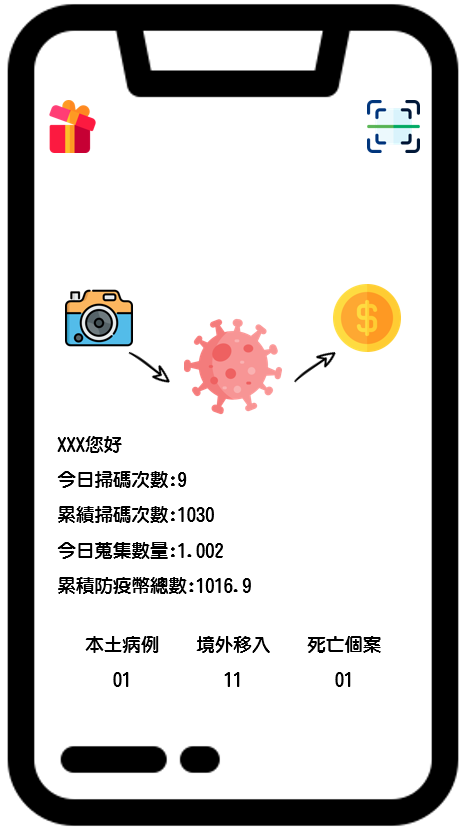 XXX您好
今日掃碼次數:9
累績掃碼次數:1030
今日蒐集數量:1.002
累積防疫幣總數:1016.9
本土病例 境外移入 死亡個案
01 11 01